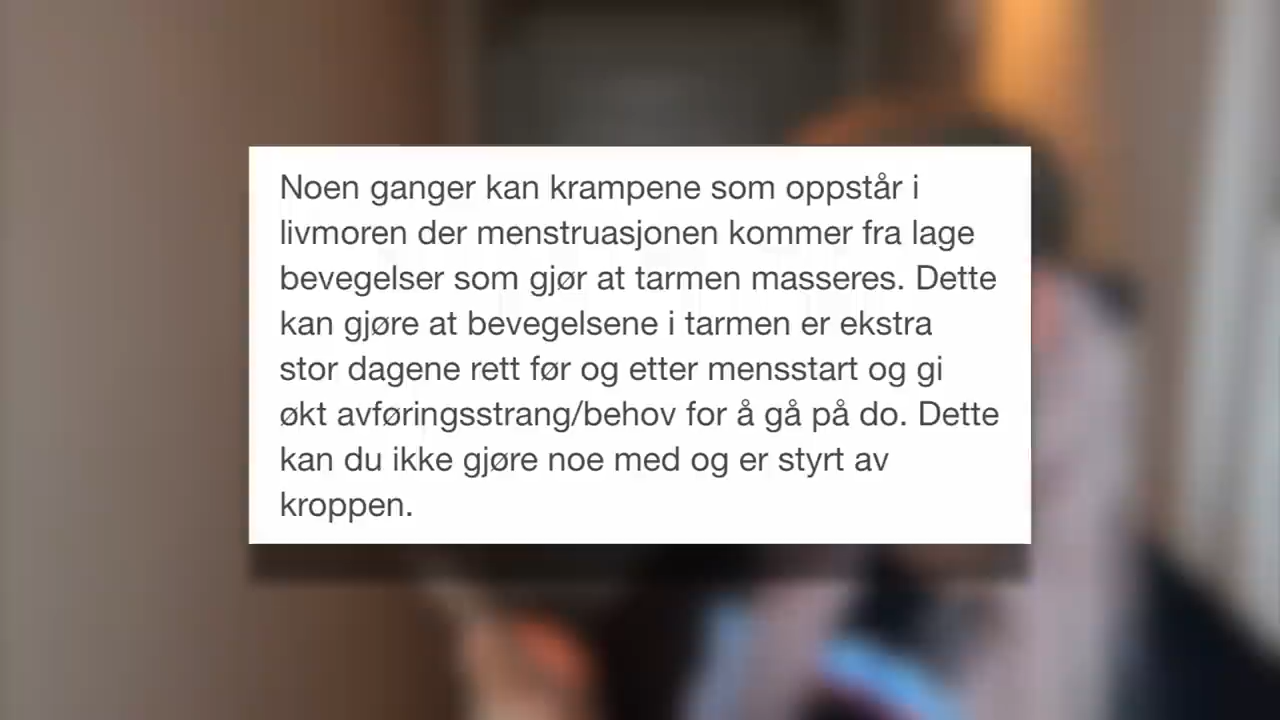 Noen ganger kan krampene som oppstår i
livmoren der menstruasjonen kommer fra lage
bevegelser som gjør at tarmen masseres. Dette
kan gjøre at bevegelsene i tarmen er ekstra
stor dagene rett før og etter mensstart og gi
økt avføringsstrang/behov for å gå på do. Dette
kan du ikke gjøre noe med og er styrt av
kroppen.